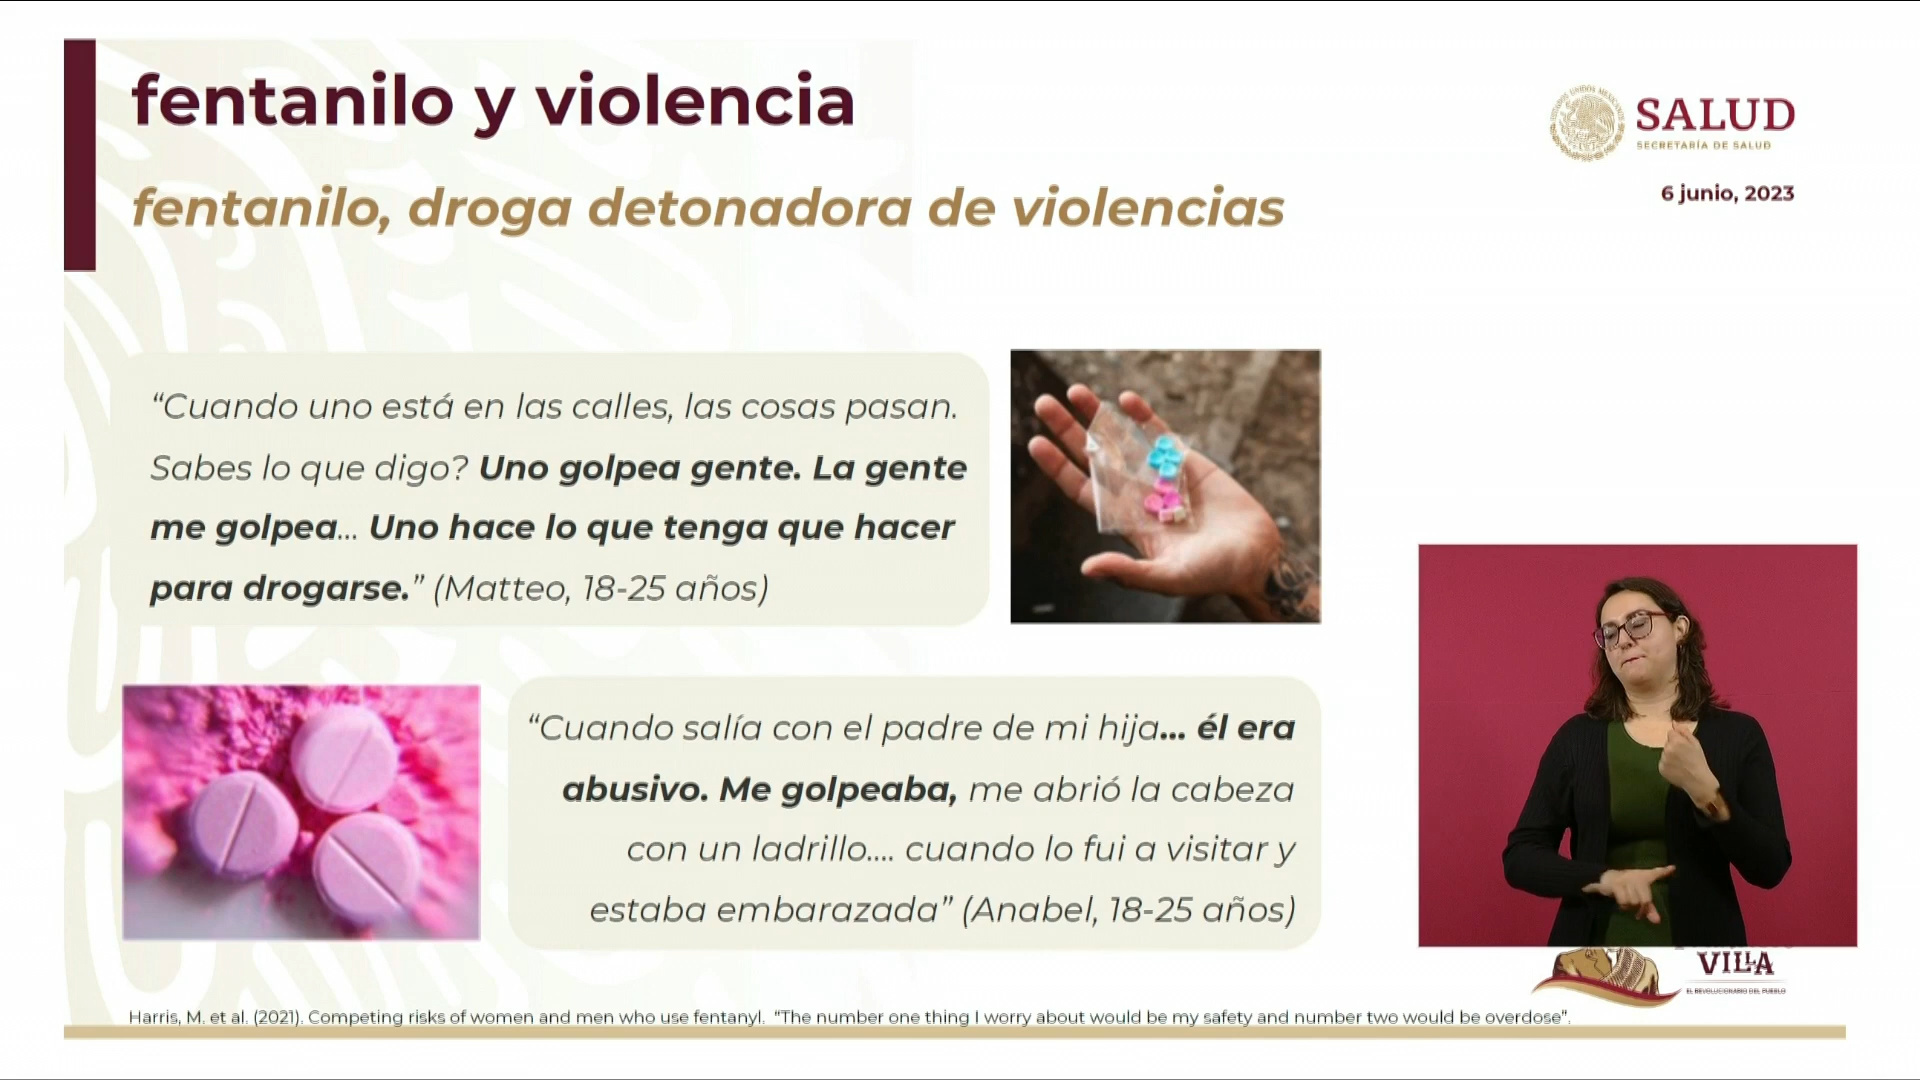 fentanilo y violencia
fentanilo, droga detonadora de violencias
SALUD
SECRETARÍA DE SALUD
6 junio, 2023
“Cuando uno está en las calles, las cosas pasan.
Sabes lo que digo? Uno golpea gente. La gente
me golpea... Uno hace lo que tenga que hacer
para drogarse.” (Matteo, 18-25 años)
“Cuando salía con el padre de mi hija... él era
abusivo. Me golpeaba, me abrió la cabeza
con un ladrillo.... cuando lo fui a visitar y
estaba embarazada” (Anabel, 18-25 años)
VILLA
EL REVOLUCIONARIO DEL PUEBLO
Harris, M. et al. (2021). Competing risks of women and men who use fentanyl. “The number one thing I worry about would be my safety and number two would be overdose”.